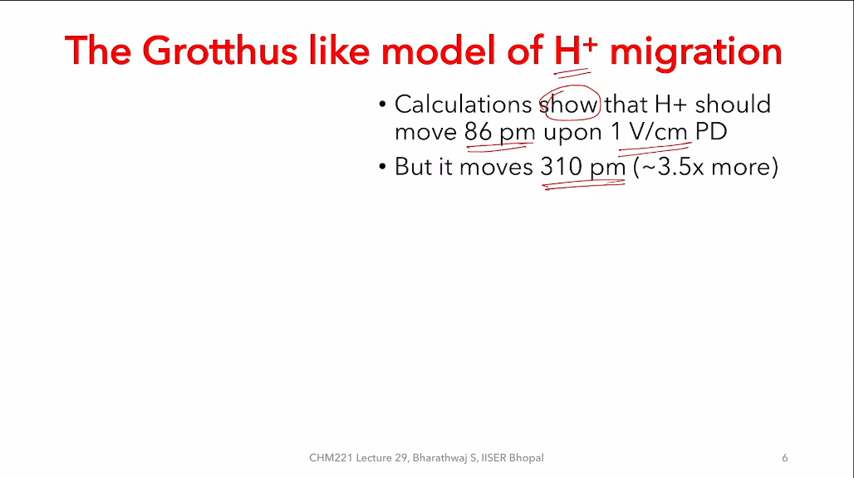 The Grotthus like model of H⁺ migration
• Calculations show that H+ should
move 86 pm upon 1 V/cm PD
• But it moves 310 pm (~3.5x more)
CHM221 Lecture 29, Bharathwaj S, IISER Bhopal
6